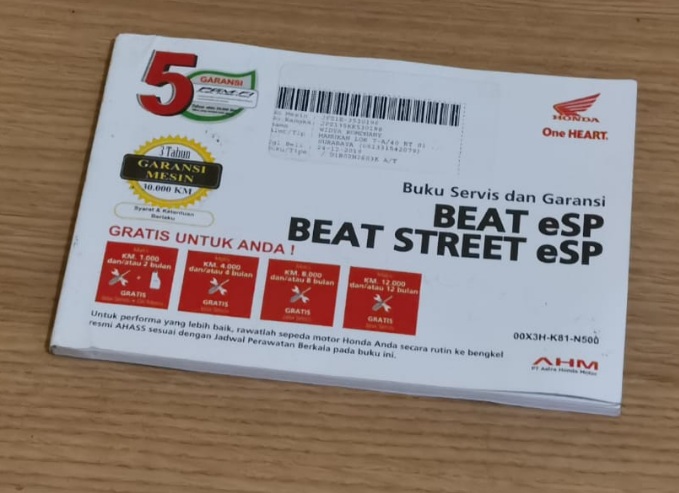 5
GARANSI
3 Tahun
GARANSI
MESIN
30.000 KM
Syarat & Ketentuan
Berlaku
HONDA
One HEART.
Buku Servis dan Garansi
BEAT eSP
BEAT STREET eSP
GRATIS UNTUK ANDA !
KM. 1.000
dan/atau 2 bulan
GRATIS
KM. 4.000
dan/atau 4 bulan
GRATIS
KM. 8.000
dan/atau 8 bulan
GRATIS
KM. 12.000
dan/atau 12 bulan
GRATIS
Untuk performa yang lebih baik, rawatlah sepeda motor Honda Anda secara rutin ke bengkel
resmi AHASS sesuai dengan Jadwal Perawatan Berkala pada buku ini.
00X3H-K81-N500
AHM
PT Astra Honda Motor